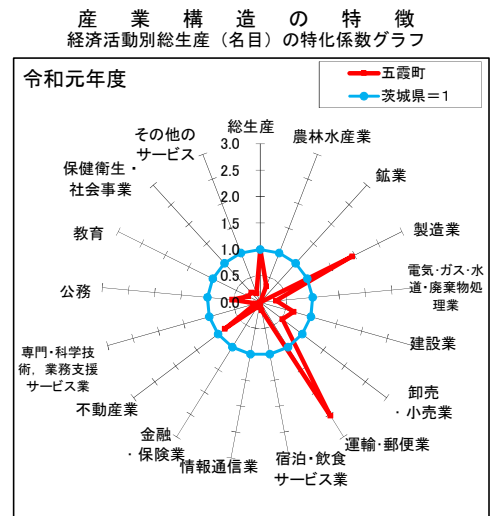 産業構造の特徴
経済活動別総生産（名目）の特化係数グラフ
令和元年度
五霞町
茨城県＝1
総生産
農林水産業
鉱業
製造業
電気・ガス・水
道・廃棄物処
理業
建設業
卸売
・小売業
運輸・郵便業
宿泊・飲食
サービス業
情報通信業
金融
・保険業
不動産業
専門・科学技
術，業務支援
サービス業
公務
教育
保健衛生・
社会事業
その他の
サービス
3.0
2.5
2.0
1.5
1.0
0.5
0.0